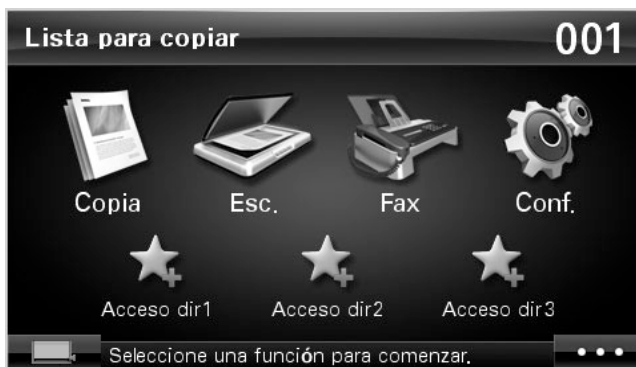 Lista para copiar 001
Copia Esc. Fax Conf.
Acceso dir1 Acceso dir2 Acceso dir3
Seleccione una función para comenzar.